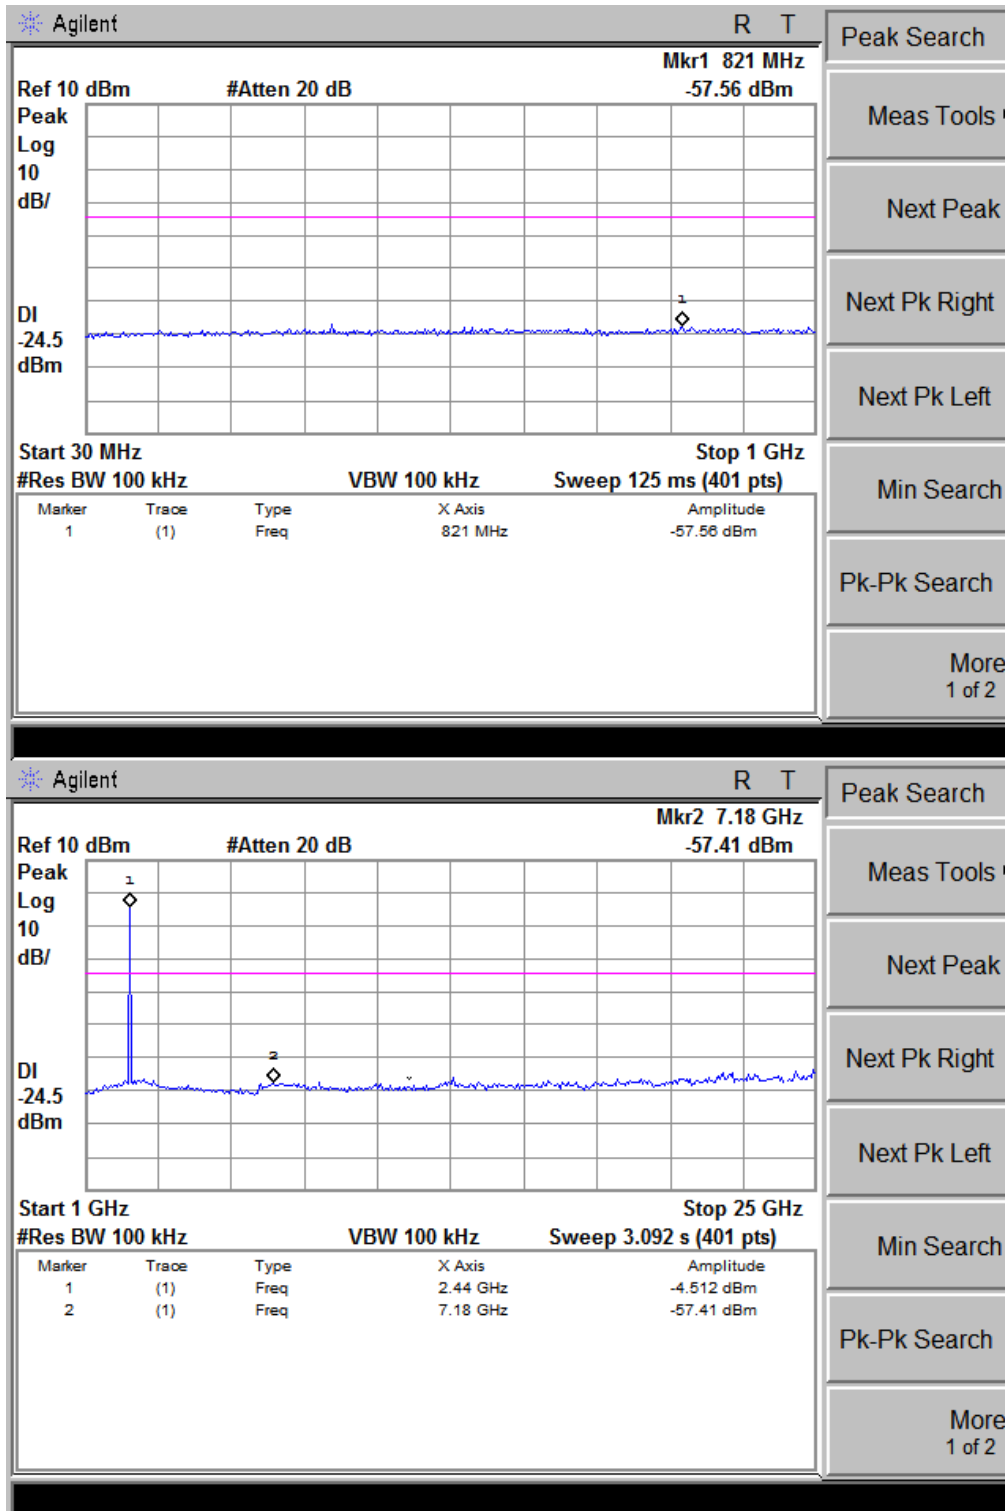 Agilent R T
Mkr1 821 MHz
Ref 10 dBm #Atten 20 dB -57.56 dBm
Peak
Log
10
dB/
1
DI
-24.5
dBm
Start 30 MHz Stop 1 GHz
#Res BW 100 kHz VBW 100 kHz Sweep 125 ms (401 pts)
Marker Trace Type X Axis Amplitude
1 (1) Freq 821 MHz -57.56 dBm
Peak Search
Meas Tools
Next Peak
Next Pk Right
Next Pk Left
Min Search
Pk-Pk Search
More
1 of 2
Agilent R T
Mkr2 7.18 GHz
Ref 10 dBm #Atten 20 dB -57.41 dBm
Peak
Log
10
dB/
1
2
DI
-24.5
dBm
Start 1 GHz Stop 25 GHz
#Res BW 100 kHz VBW 100 kHz Sweep 3.092 s (401 pts)
Marker Trace Type X Axis Amplitude
1 (1) Freq 2.44 GHz -4.512 dBm
2 (1) Freq 7.18 GHz -57.41 dBm
Peak Search
Meas Tools
Next Peak
Next Pk Right
Next Pk Left
Min Search
Pk-Pk Search
More
1 of 2